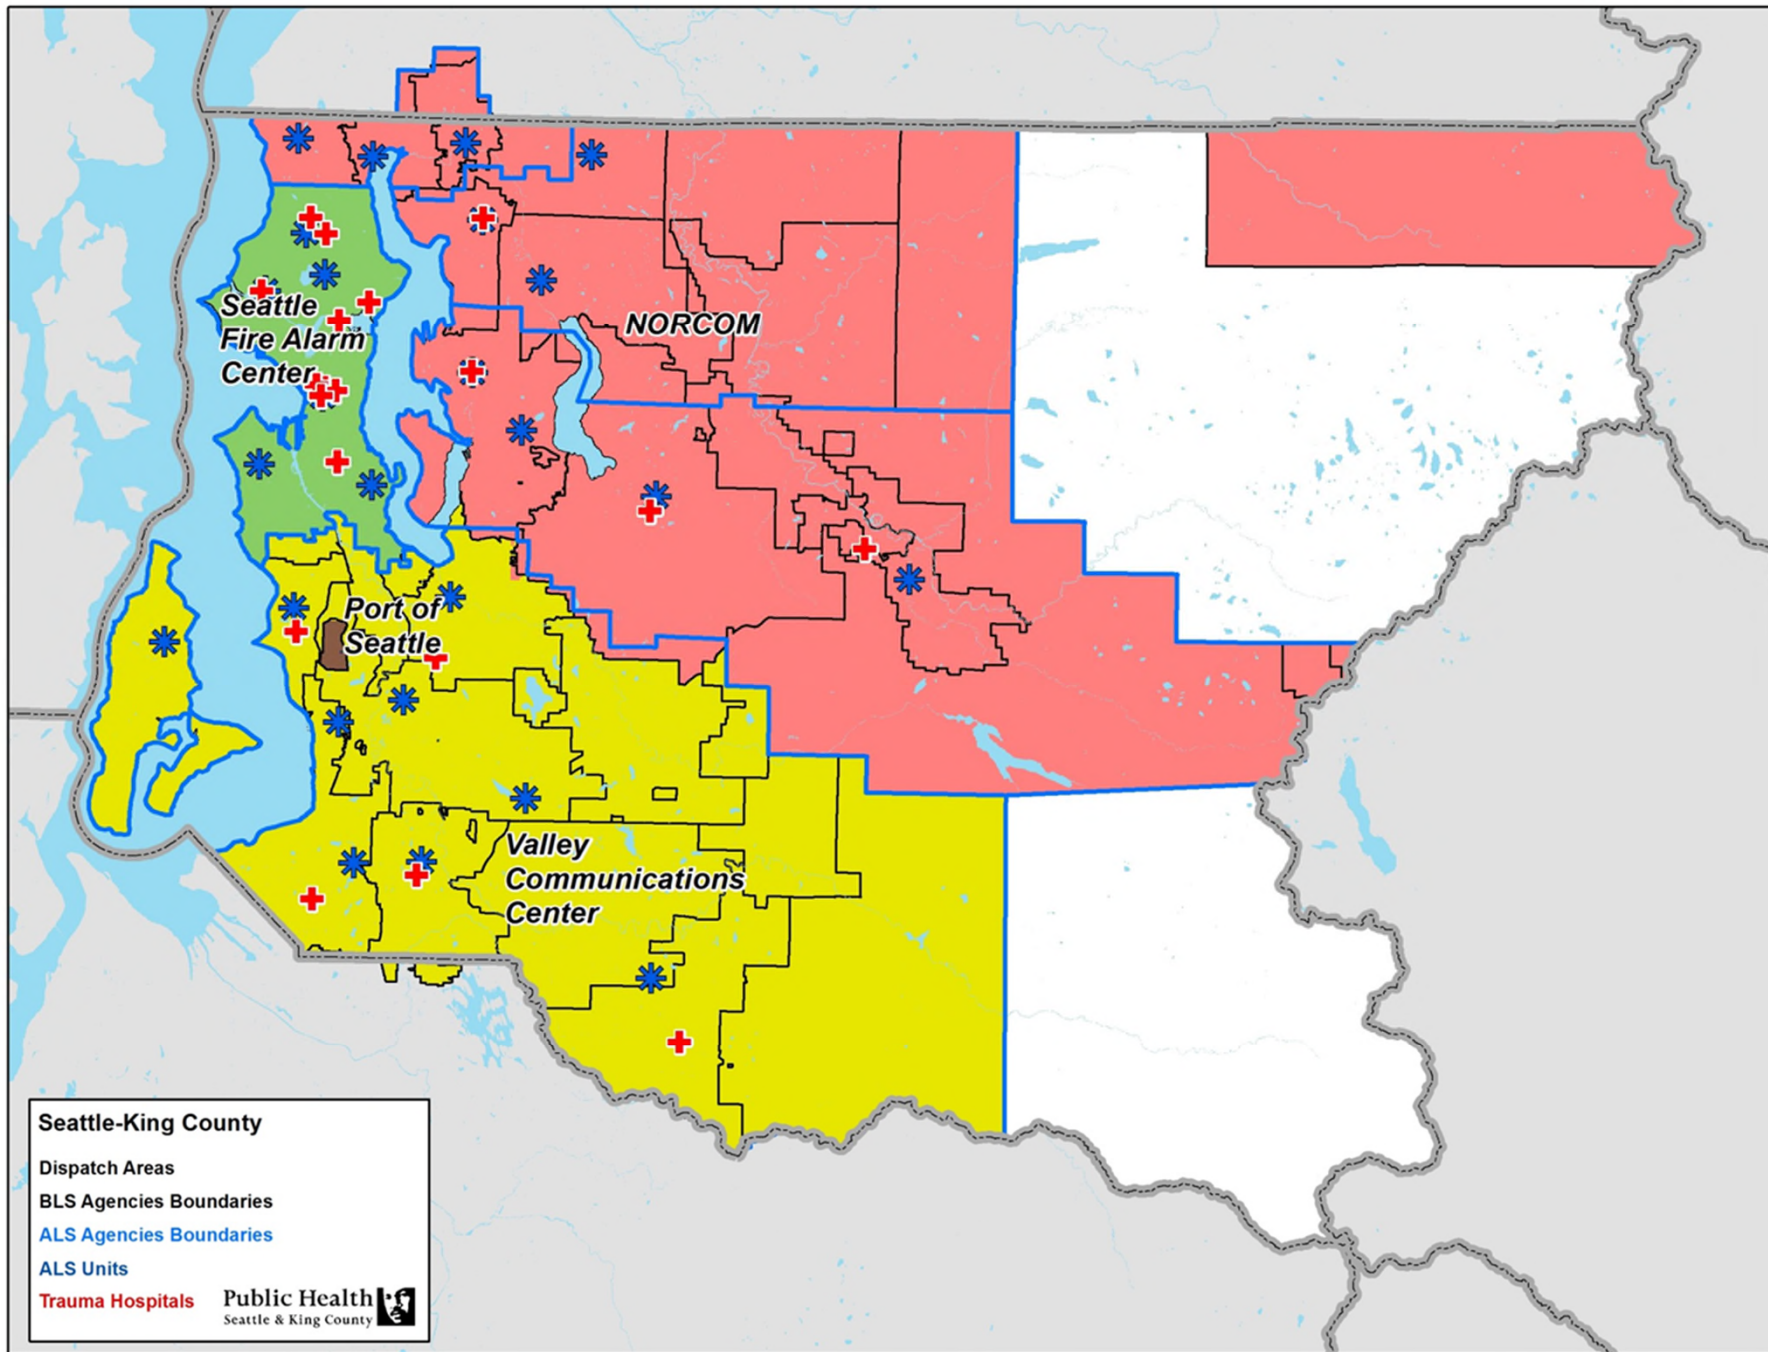 Seattle
Fire Alarm
Center
NORCOM
Port of
Seattle
Valley
Communications
Center
Seattle-King County
Dispatch Areas
BLS Agencies Boundaries
ALS Agencies Boundaries
ALS Units
Trauma Hospitals
Public Health
Seattle & King County